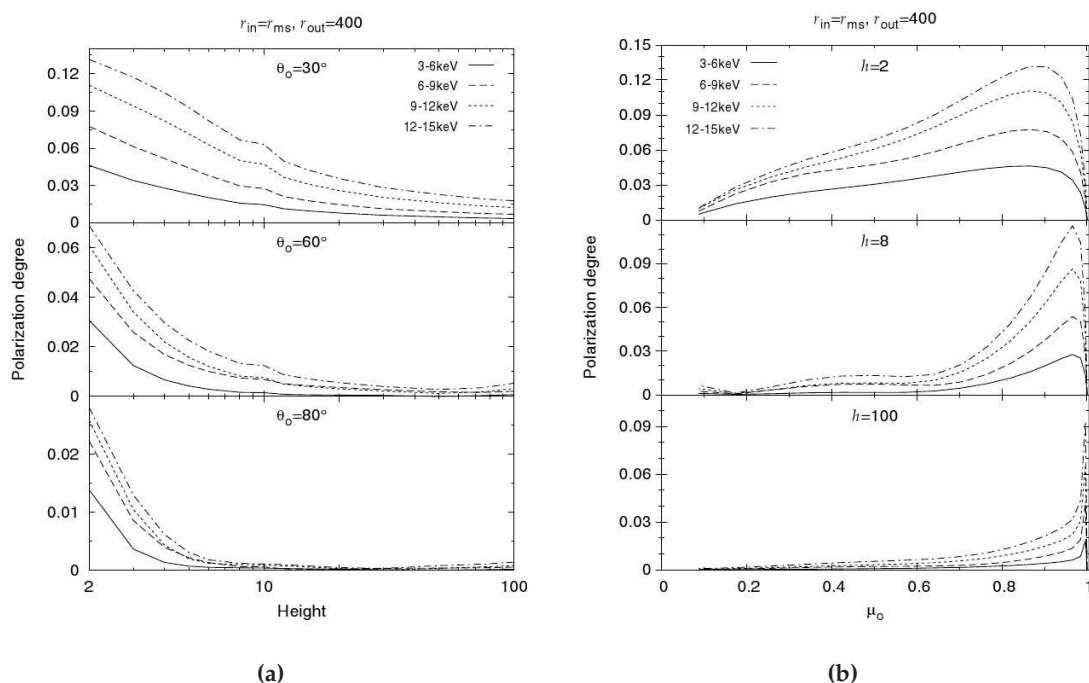 r_in=r_ms, r_out=400
θ_o=30°
3-6keV
6-9keV
9-12keV
12-15keV
0.12
0.09
0.06
0.03
0
θ_o=60°
0.06
0.04
0.02
0
θ_o=80°
0.02
0.01
0
2
10
100
Polarization degree
Height
(a)
r_in=r_ms, r_out=400
h=2
3-6keV
6-9keV
9-12keV
12-15keV
0.15
0.12
0.09
0.06
0.03
0
h=8
0.09
0.06
0.03
0
h=100
0.09
0.06
0.03
0
0
0.2
0.4
0.6
0.8
1
Polarization degree
μ_o
(b)